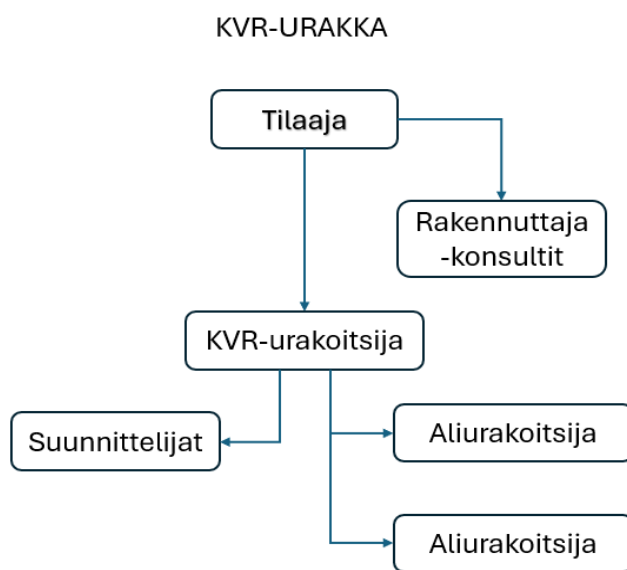 KVR-URAKKA
Tilaaja
Rakennuttaja
-konsultit
KVR-urakoitsija
Suunnittelijat
Aliurakoitsija
Aliurakoitsija